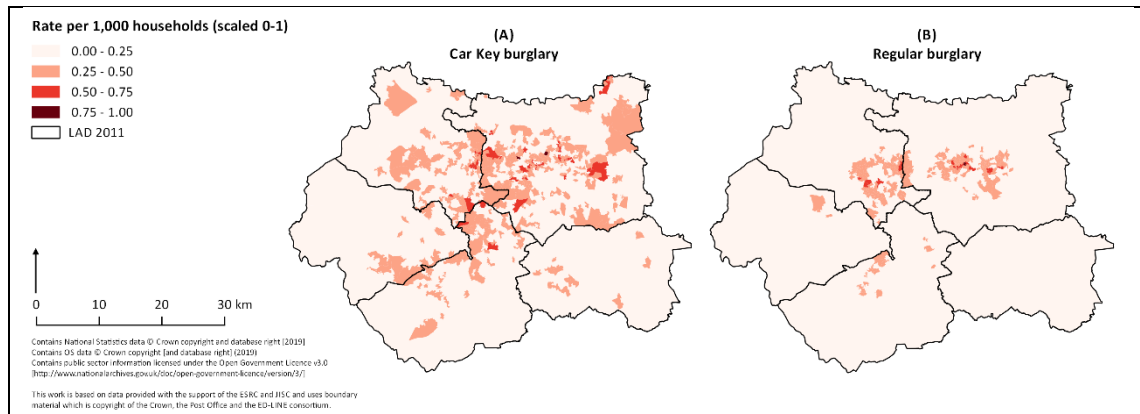 Rate per 1,000 households (scaled 0-1)
0.00 - 0.25
0.25 - 0.50
0.50 - 0.75
0.75 - 1.00
LAD 2011
(A)
Car Key burglary
(B)
Regular burglary
0 10 20 30 km
Contains National Statistics data © Crown copyright and database right [2019]
Contains OS data © Crown copyright [and database right] (2019)
Contains public sector information licensed under the Open Government Licence v3.0
[http://www.nationalarchives.gov.uk/doc/open-government-licence/version/3/]
This work is based on data provided with the support of the ESRC and JISC and uses boundary
material which is copyright of the Crown, the Post Office and the ED-LINE consortium.